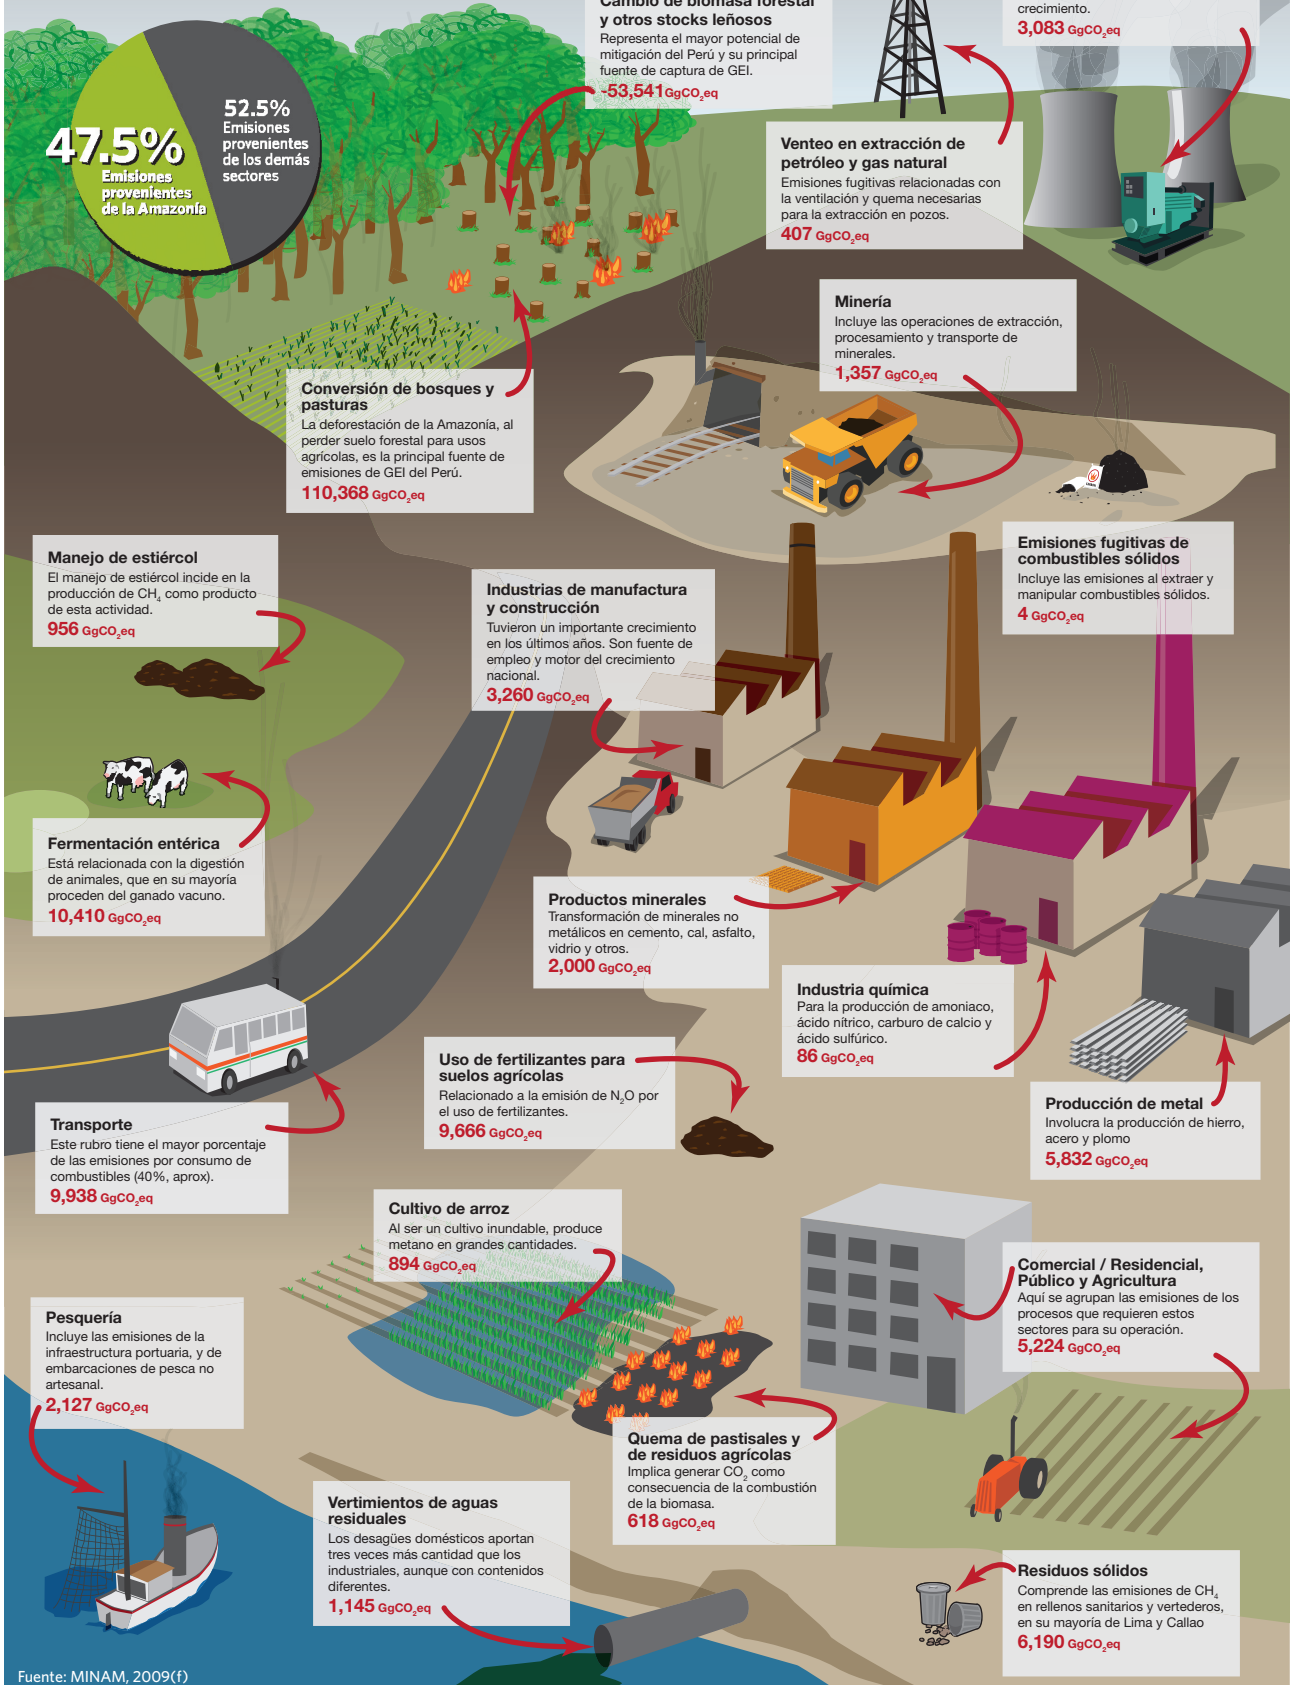 Cambio de biomasa forestal
y otros stocks leñosos
Representa el mayor potencial de
mitigación del Perú y su principal
fuente de captura de GEI.
-53,541 GgCO₂eq
crecimiento.
3,083 GgCO₂eq
52.5%
Emisiones
provenientes
de los demás
sectores
47.5%
Emisiones
provenientes
de la Amazonía
Venteo en extracción de
petróleo y gas natural
Emisiones fugitivas relacionadas con
la ventilación y quema necesarias
para la extracción en pozos.
407 GgCO₂eq
Minería
Incluye las operaciones de extracción,
procesamiento y transporte de
minerales.
1,357 GgCO₂eq
Conversión de bosques y
pasturas
La deforestación de la Amazonía, al
perder suelo forestal para usos
agrícolas, es la principal fuente de
emisiones de GEI del Perú.
110,368 GgCO₂eq
Manejo de estiércol
El manejo de estiércol incide en la
producción de CH₄ como producto
de esta actividad.
956 GgCO₂eq
Industrias de manufactura
y construcción
Tuvieron un importante crecimiento
en los últimos años. Son fuente de
empleo y motor del crecimiento
nacional.
3,260 GgCO₂eq
Emisiones fugitivas de
combustibles sólidos
Incluye las emisiones al extraer y
manipular combustibles sólidos.
4 GgCO₂eq
Fermentación entérica
Está relacionada con la digestión
de animales, que en su mayoría
proceden del ganado vacuno.
10,410 GgCO₂eq
Productos minerales
Transformación de minerales no
metálicos en cemento, cal, asfalto,
vidrio y otros.
2,000 GgCO₂eq
Industria química
Para la producción de amoniaco,
ácido nítrico, carburo de calcio y
ácido sulfúrico.
86 GgCO₂eq
Uso de fertilizantes para
suelos agrícolas
Relacionado a la emisión de N₂O por
el uso de fertilizantes.
9,666 GgCO₂eq
Producción de metal
Involucra la producción de hierro,
acero y plomo
5,832 GgCO₂eq
Transporte
Este rubro tiene el mayor porcentaje
de las emisiones por consumo de
combustibles (40%, aprox).
9,938 GgCO₂eq
Cultivo de arroz
Al ser un cultivo inundable, produce
metano en grandes cantidades.
894 GgCO₂eq
Comercial / Residencial,
Público y Agricultura
Aquí se agrupan las emisiones de los
procesos que requieren estos
sectores para su operación.
5,224 GgCO₂eq
Pesquería
Incluye las emisiones de la
infraestructura portuaria, y de
embarcaciones de pesca no
artesanal.
2,127 GgCO₂eq
Quema de pastisales y
de residuos agrícolas
Implica generar CO₂ como
consecuencia de la combustión
de la biomasa.
618 GgCO₂eq
Vertimientos de aguas
residuales
Los desagües domésticos aportan
tres veces más cantidad que los
industriales, aunque con contenidos
diferentes.
1,145 GgCO₂eq
Residuos sólidos
Comprende las emisiones de CH₄
en rellenos sanitarios y vertederos,
en su mayoría de Lima y Callao
6,190 GgCO₂eq
Fuente: MINAM, 2009(f)